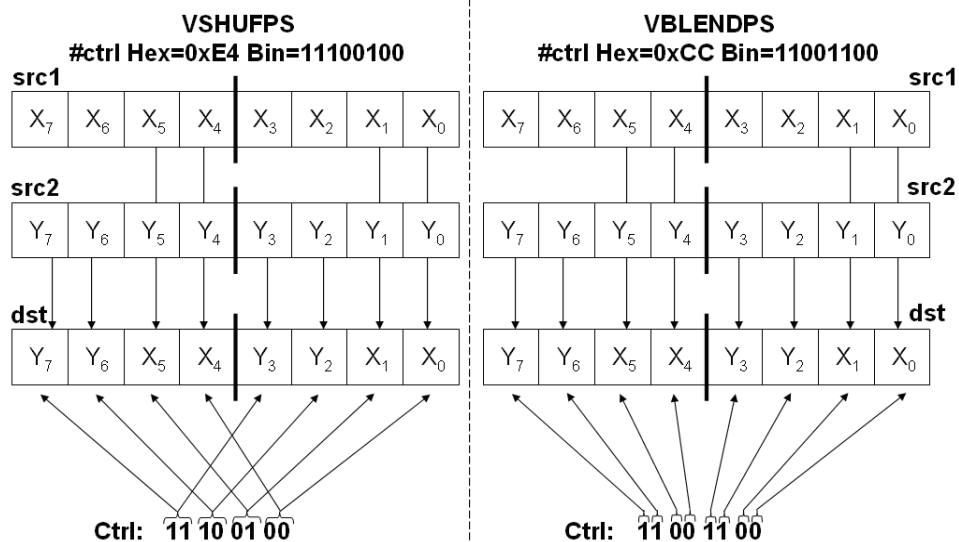 VSHUFPS
#ctrl Hex=0xE4 Bin=11100100
src1
X7 X6 X5 X4 X3 X2 X1 X0
src2
Y7 Y6 Y5 Y4 Y3 Y2 Y1 Y0
dst
Y7 Y6 X5 X4 Y3 Y2 X1 X0
Ctrl: 11 10 01 00
VBLENDPS
#ctrl Hex=0xCC Bin=11001100
src1
X7 X6 X5 X4 X3 X2 X1 X0
src2
Y7 Y6 Y5 Y4 Y3 Y2 Y1 Y0
dst
Y7 Y6 X5 X4 Y3 Y2 X1 X0
Ctrl: 11 00 11 00